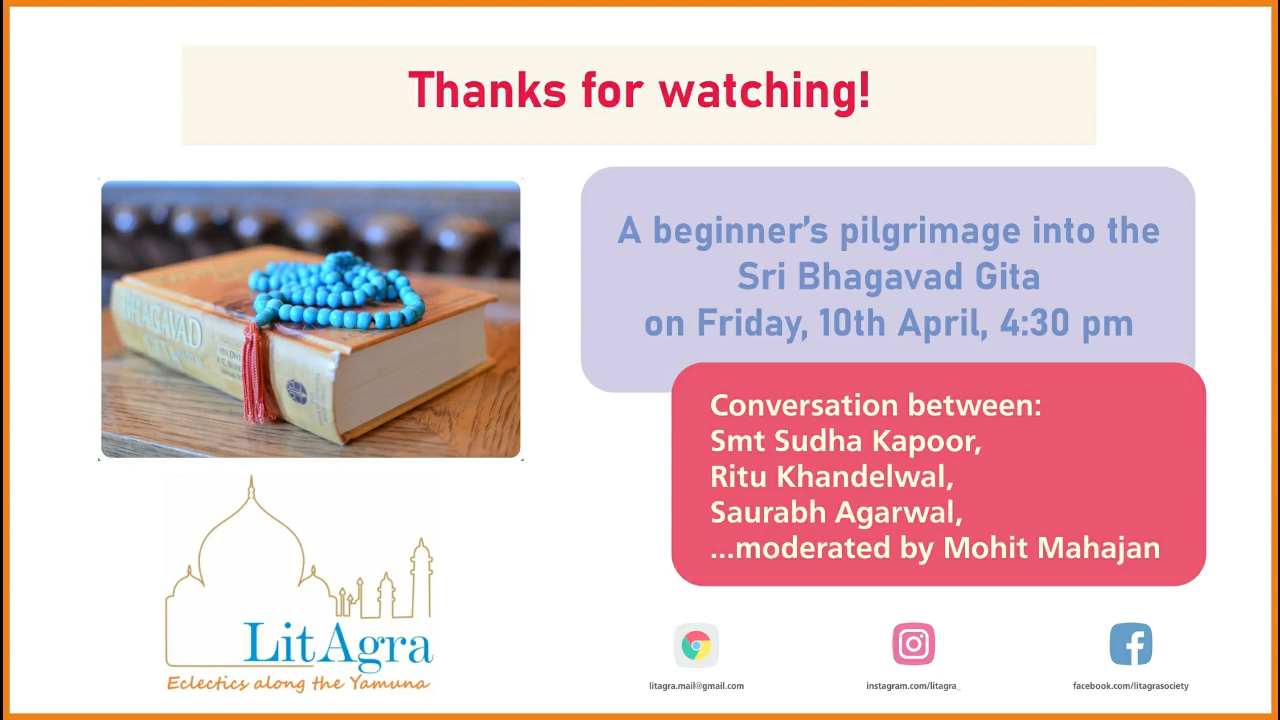 Thanks for watching!
A beginner's pilgrimage into the
Sri Bhagavad Gita
on Friday, 10th April, 4:30 pm
Conversation between:
Smt Sudha Kapoor,
Ritu Khandelwal,
Saurabh Agarwal,
...moderated by Mohit Mahajan
BHAGAVAD
LitAgra
Eclectics along the Yamuna
litagra.mail@gmail.com
instagram.com/litagra_
facebook.com/litagrasociety